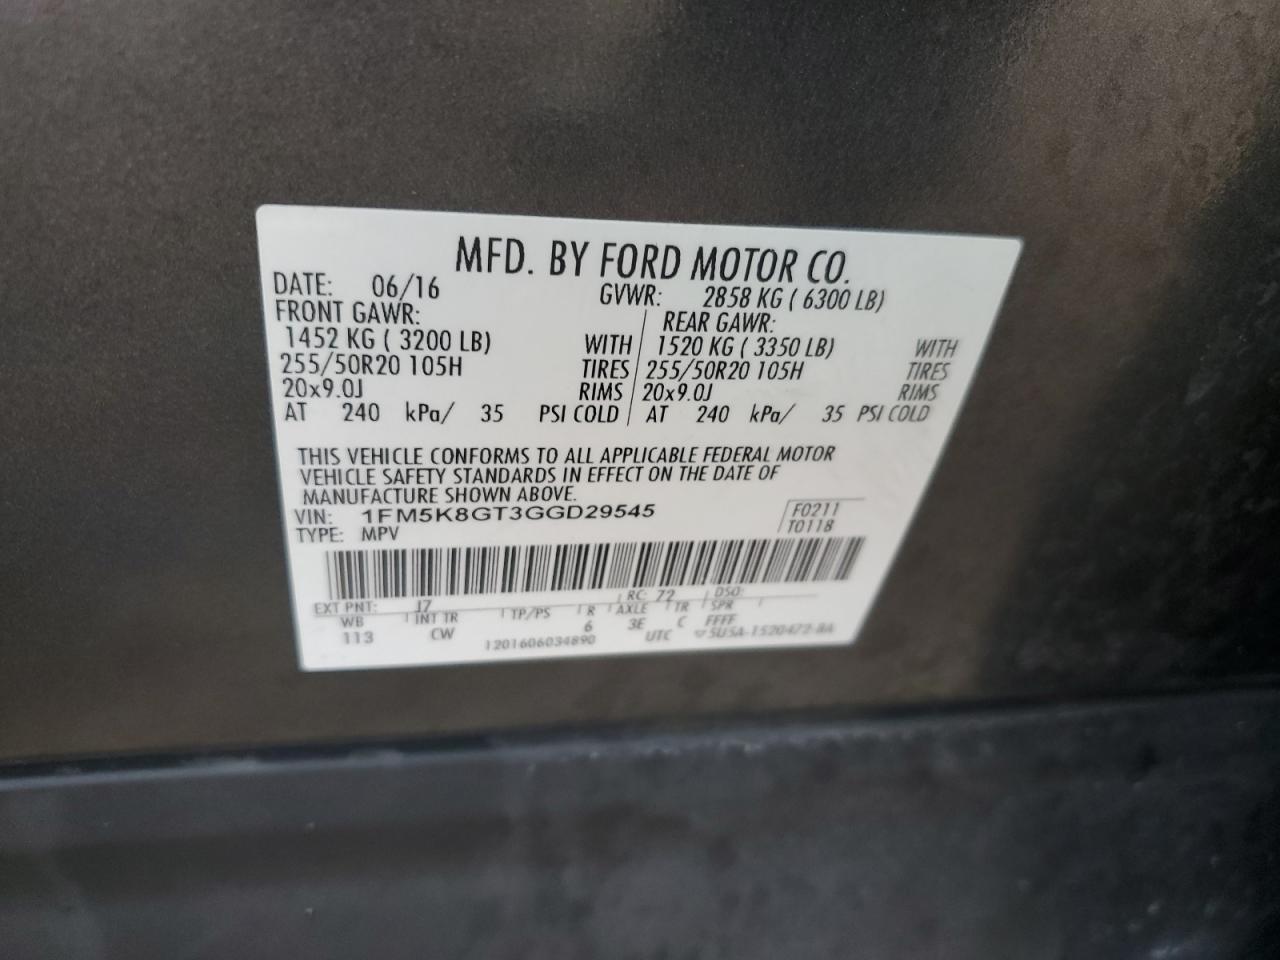 MFD. BY FORD MOTOR CO.
DATE: 06/16 GVWR: 2858 KG ( 6300 LB)
FRONT GAWR: REAR GAWR:
1452 KG ( 3200 LB) WITH 1520 KG ( 3350 LB) WITH
255/50R20 105H TIRES 255/50R20 105H TIRES
20x9.0J RIMS 20x9.0J RIMS
AT 240 kPa/ 35 PSI COLD AT 240 kPa/ 35 PSI COLD
THIS VEHICLE CONFORMS TO ALL APPLICABLE FEDERAL MOTOR
VEHICLE SAFETY STANDARDS IN EFFECT ON THE DATE OF
MANUFACTURE SHOWN ABOVE.
VIN: 1FM5K8GT3GGD29545 F0211
TYPE: MPV T0118
EXT PNT: J7 RC: 72 DSO:
WB INT TR TP/PS R AXLE TR SPR
113 CW 6 3E C FFFF
1201606034890 UTC 5U5A-1520472-BA